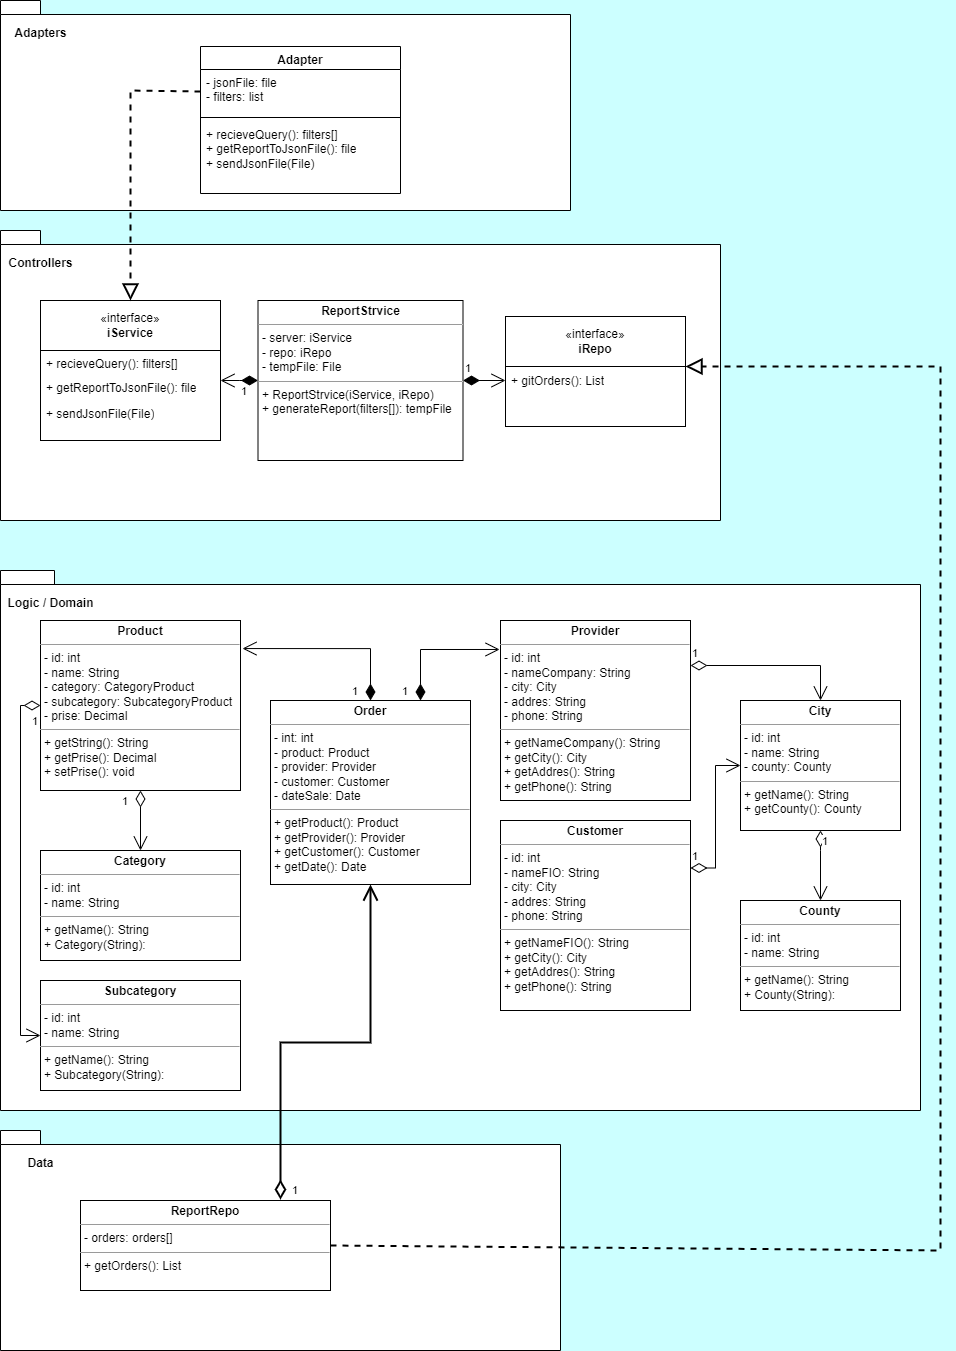 Adapters
Adapter
- jsonFile: file
- filters: list
+ recieveQuery(): filters[]
+ getReportToJsonFile(): file
+ sendJsonFile(File)
Controllers
«interface»
iService
+ recieveQuery(): filters[]
+ getReportToJsonFile(): file
+ sendJsonFile(File)
1
ReportStrvice
- server: iService
- repo: iRepo
- tempFile: File
+ ReportStrvice(iService, iRepo)
+ generateReport(filters[]): tempFile
1
«interface»
iRepo
+ gitOrders(): List
Logic / Domain
Product
- id: int
- name: String
- category: CategoryProduct
- subcategory: SubcategoryProduct
- prise: Decimal
+ getString(): String
+ getPrise(): Decimal
+ setPrise(): void
1
1
Category
- id: int
- name: String
+ getName(): String
+ Category(String):
Subcategory
- id: int
- name: String
+ getName(): String
+ Subcategory(String):
1
1
Order
- int: int
- product: Product
- provider: Provider
- customer: Customer
- dateSale: Date
+ getProduct(): Product
+ getProvider(): Provider
+ getCustomer(): Customer
+ getDate(): Date
Provider
- id: int
- nameCompany: String
- city: City
- addres: String
- phone: String
+ getNameCompany(): String
+ getCity(): City
+ getAddres(): String
+ getPhone(): String
1
Customer
- id: int
- nameFIO: String
- city: City
- addres: String
- phone: String
+ getNameFIO(): String
+ getCity(): City
+ getAddres(): String
+ getPhone(): String
1
City
- id: int
- name: String
- county: County
+ getName(): String
+ getCounty(): County
1
County
- id: int
- name: String
+ getName(): String
+ County(String):
Data
1
ReportRepo
- orders: orders[]
+ getOrders(): List